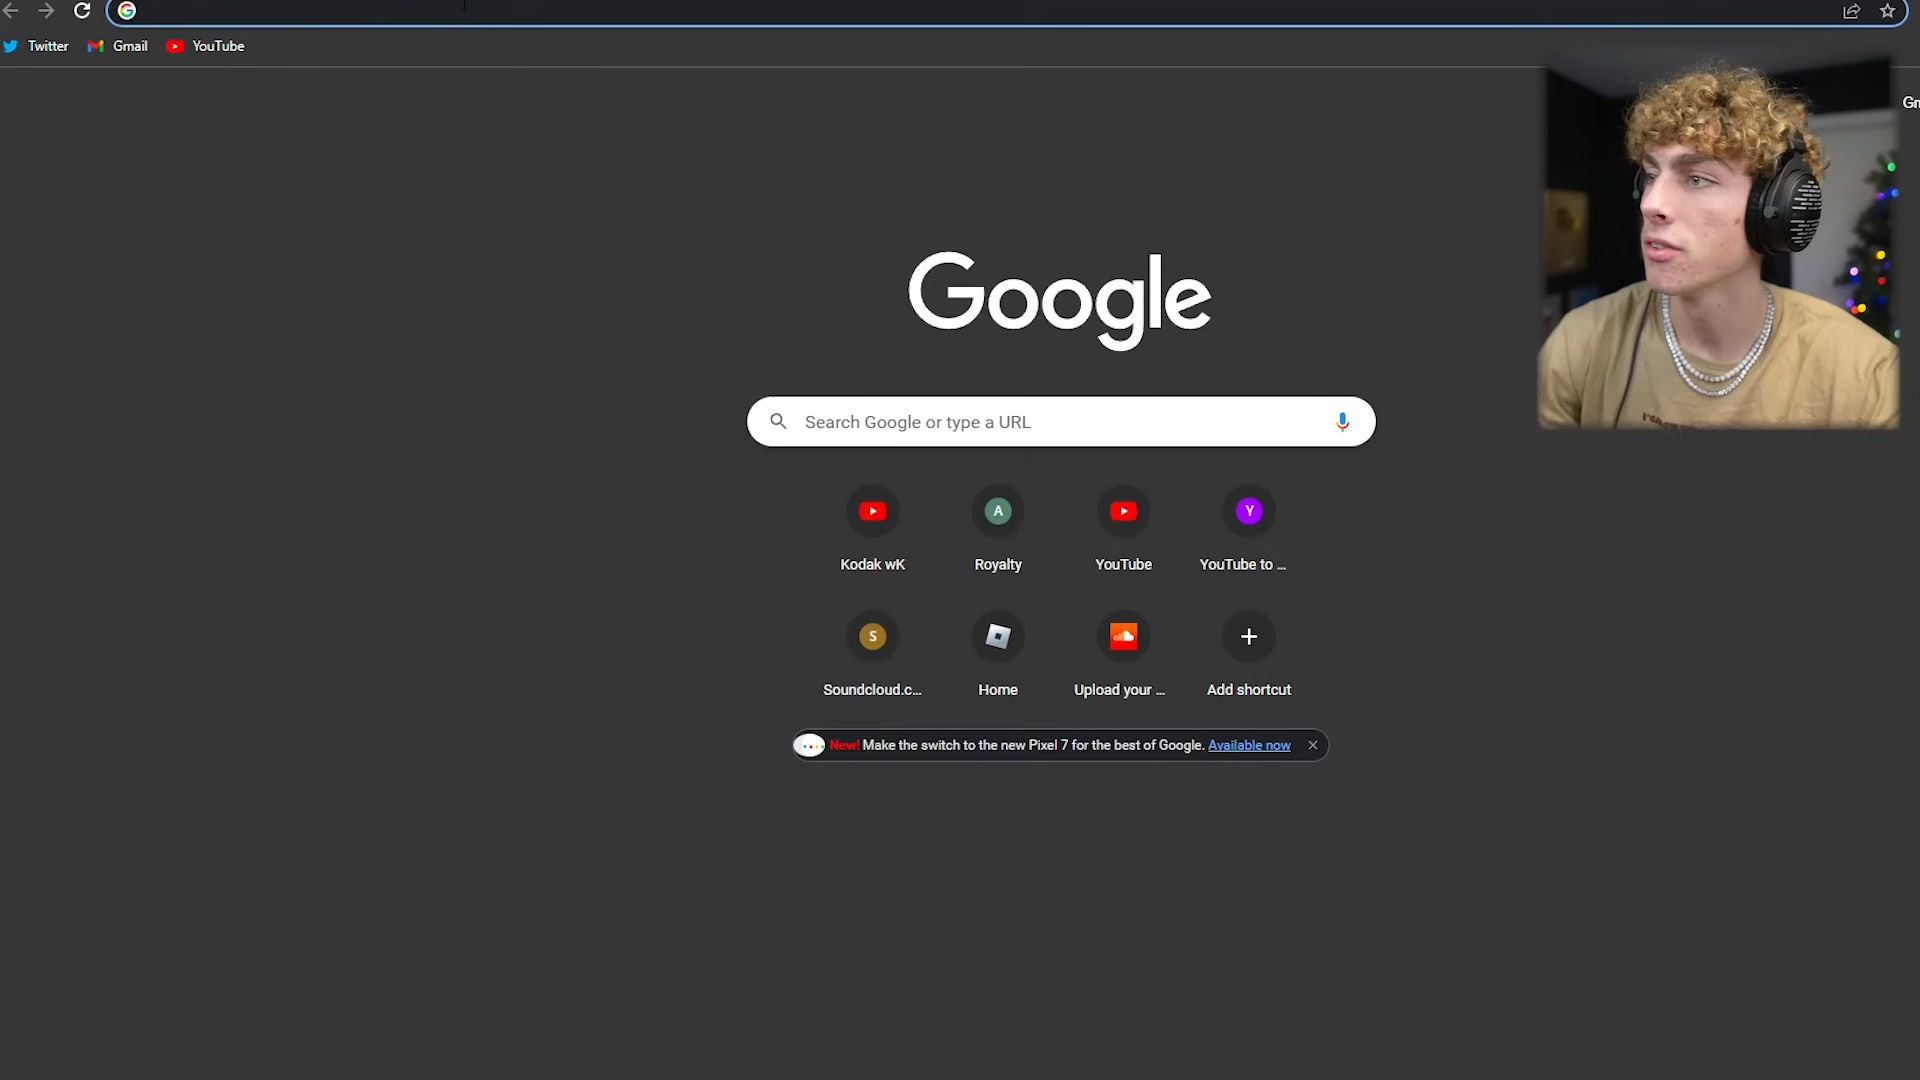 Twitter Gmail YouTube
Gm
Google
Search Google or type a URL
A Y
Kodak wK Royalty YouTube YouTube to ...
S
Soundcloud.c... Home Upload your ... Add shortcut
New! Make the switch to the new Pixel 7 for the best of Google. Available now